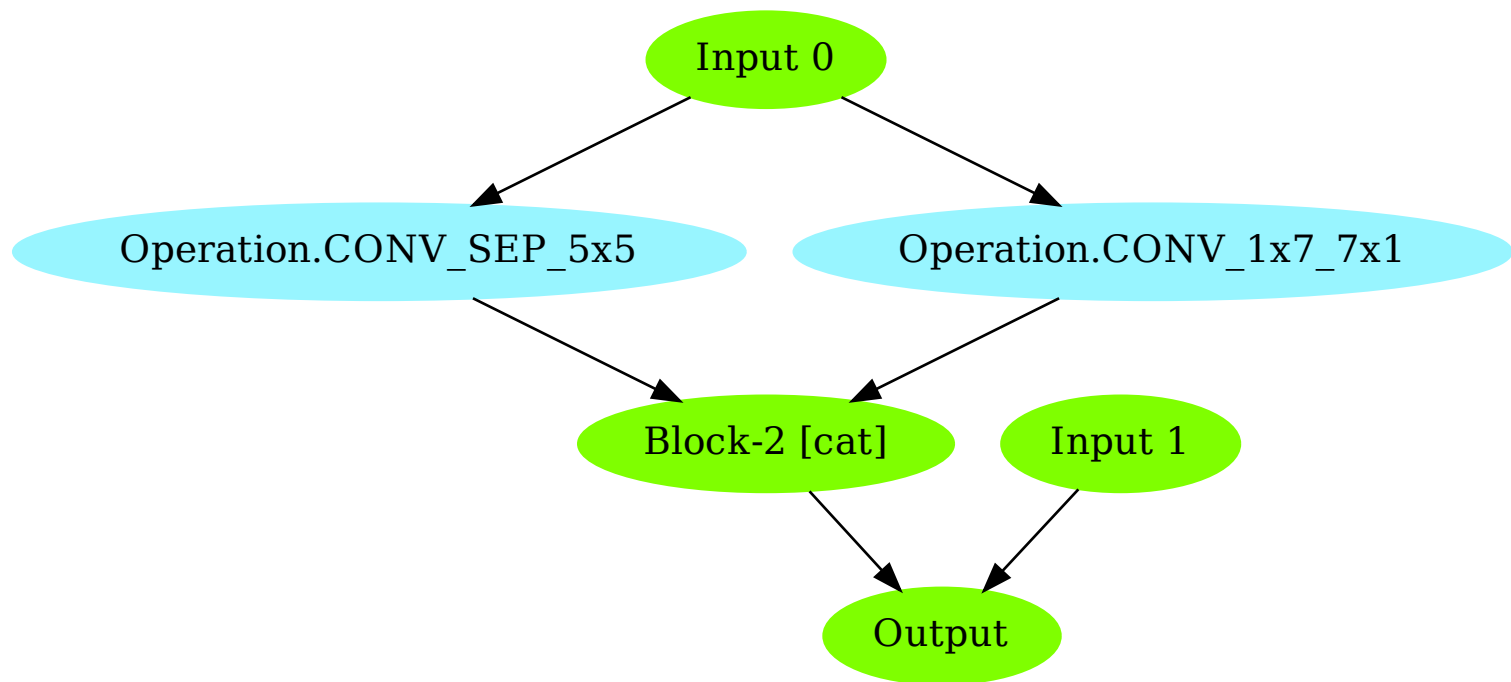 Input 0
Operation.CONV_SEP_5x5
Operation.CONV_1x7_7x1
Block-2 [cat]
Input 1
Output